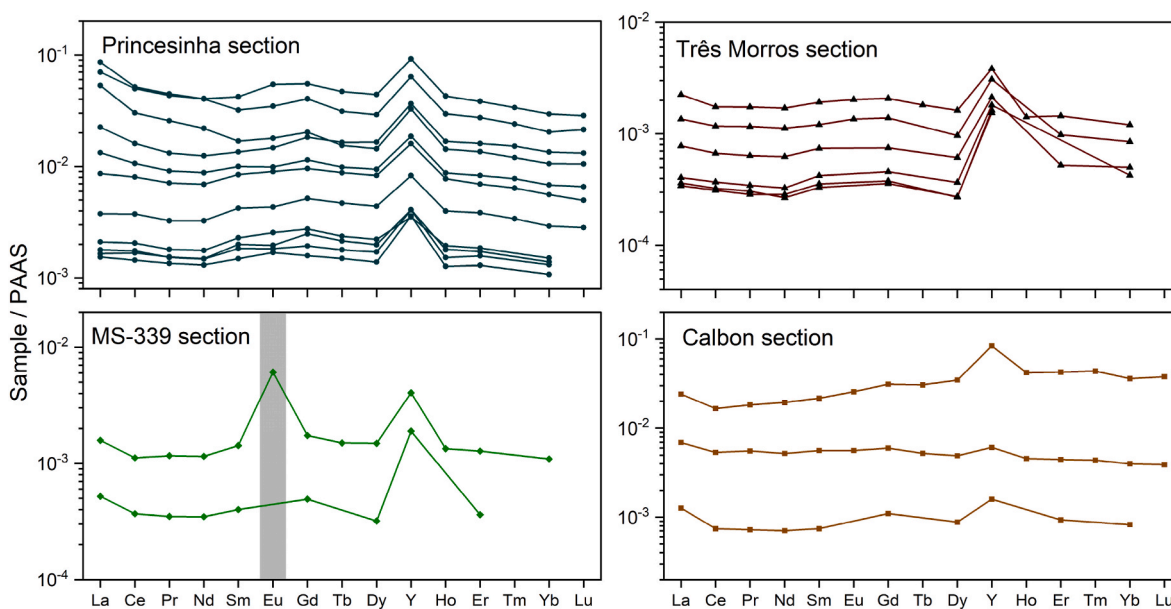 Princesinha section
10⁻¹
10⁻²
10⁻³
Três Morros section
10⁻²
10⁻³
10⁻⁴
Sample / PAAS
MS-339 section
10⁻²
10⁻³
10⁻⁴
La Ce Pr Nd Sm Eu Gd Tb Dy Y Ho Er Tm Yb Lu
Calbon section
10⁻¹
10⁻²
10⁻³
La Ce Pr Nd Sm Eu Gd Tb Dy Y Ho Er Tm Yb Lu